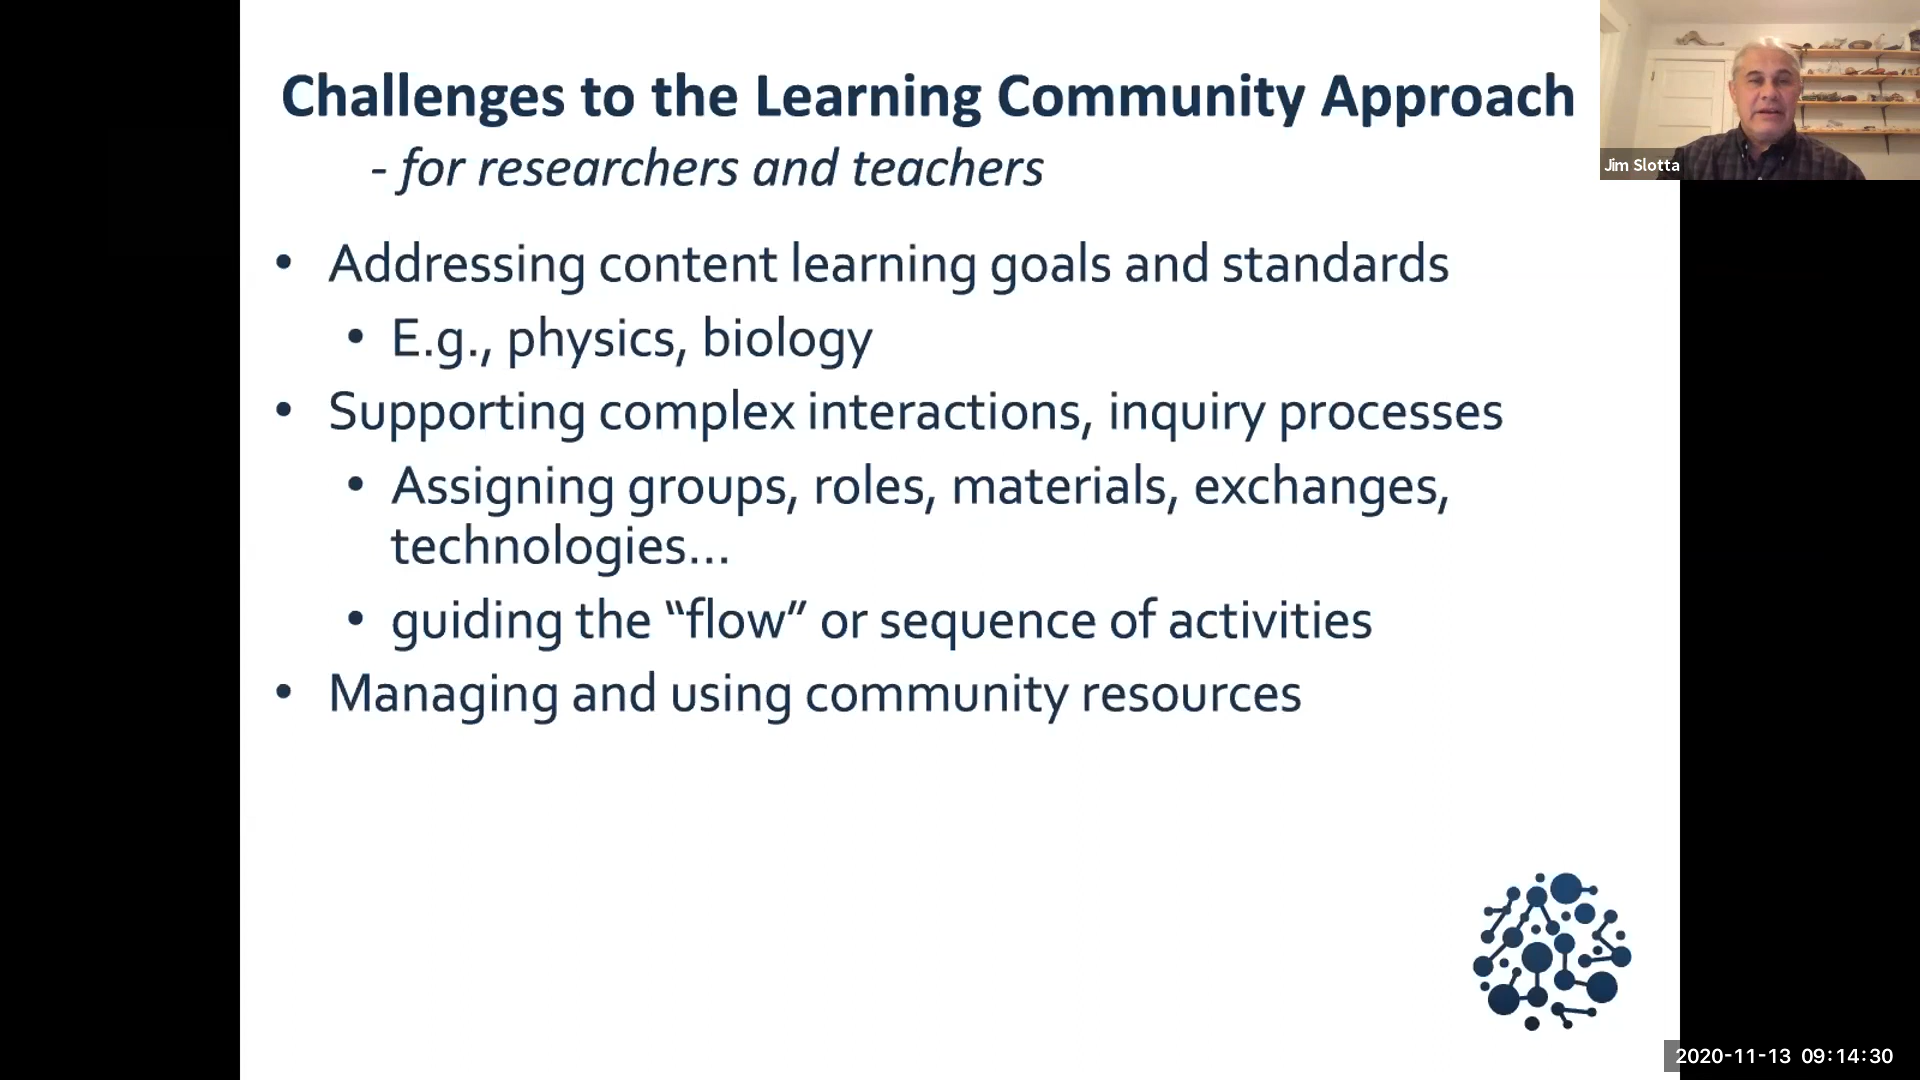 Challenges to the Learning Community Approach
- for researchers and teachers
Jim Slotta
• Addressing content learning goals and standards
• E.g., physics, biology
• Supporting complex interactions, inquiry processes
• Assigning groups, roles, materials, exchanges,
technologies...
• guiding the “flow” or sequence of activities
• Managing and using community resources
2020-11-13 09:14:30